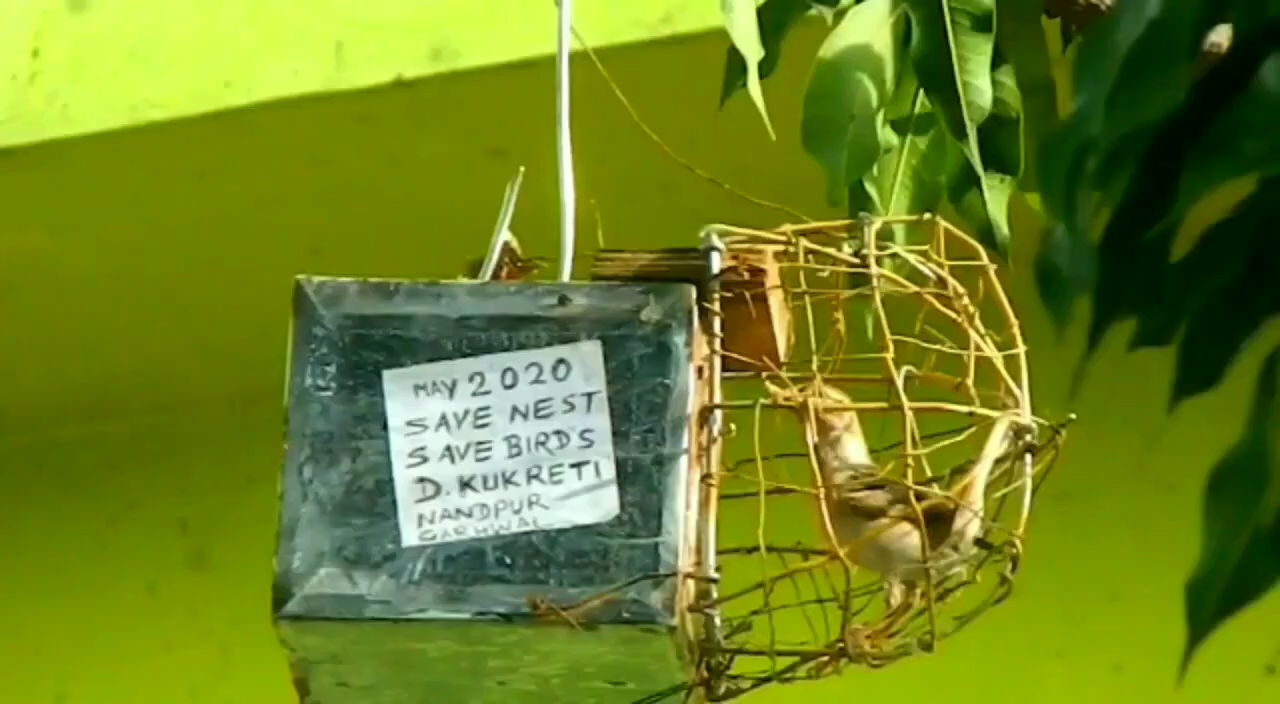 MAY 2020
SAVE NEST
SAVE BIRD'S
D. KUKRETI
NANDPUR
GARHWAL